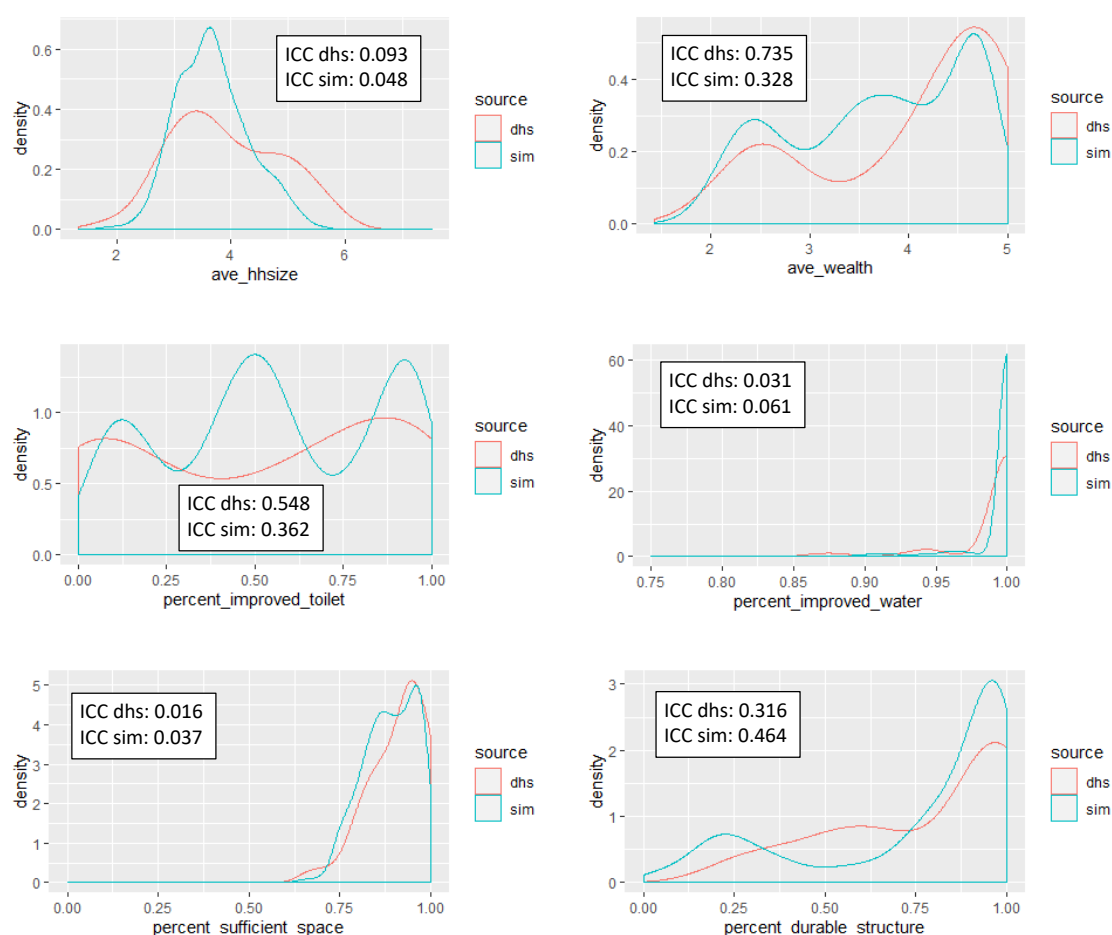 ICC dhs: 0.093
ICC sim: 0.048
0.6
0.4
0.2
0.0
density
2
4
6
ave_hhsize
source
dhs
sim
ICC dhs: 0.735
ICC sim: 0.328
0.4
0.2
0.0
density
2
3
4
5
ave_wealth
source
dhs
sim
1.0
0.5
0.0
density
ICC dhs: 0.548
ICC sim: 0.362
0.00
0.25
0.50
0.75
1.00
percent_improved_toilet
source
dhs
sim
60
40
20
0
density
ICC dhs: 0.031
ICC sim: 0.061
0.75
0.80
0.85
0.90
0.95
1.00
percent_improved_water
source
dhs
sim
5
4
3
2
1
0
density
ICC dhs: 0.016
ICC sim: 0.037
0.00
0.25
0.50
0.75
1.00
percent_sufficient_space
source
dhs
sim
3
2
1
0
density
ICC dhs: 0.316
ICC sim: 0.464
0.00
0.25
0.50
0.75
1.00
percent_durable_structure
source
dhs
sim